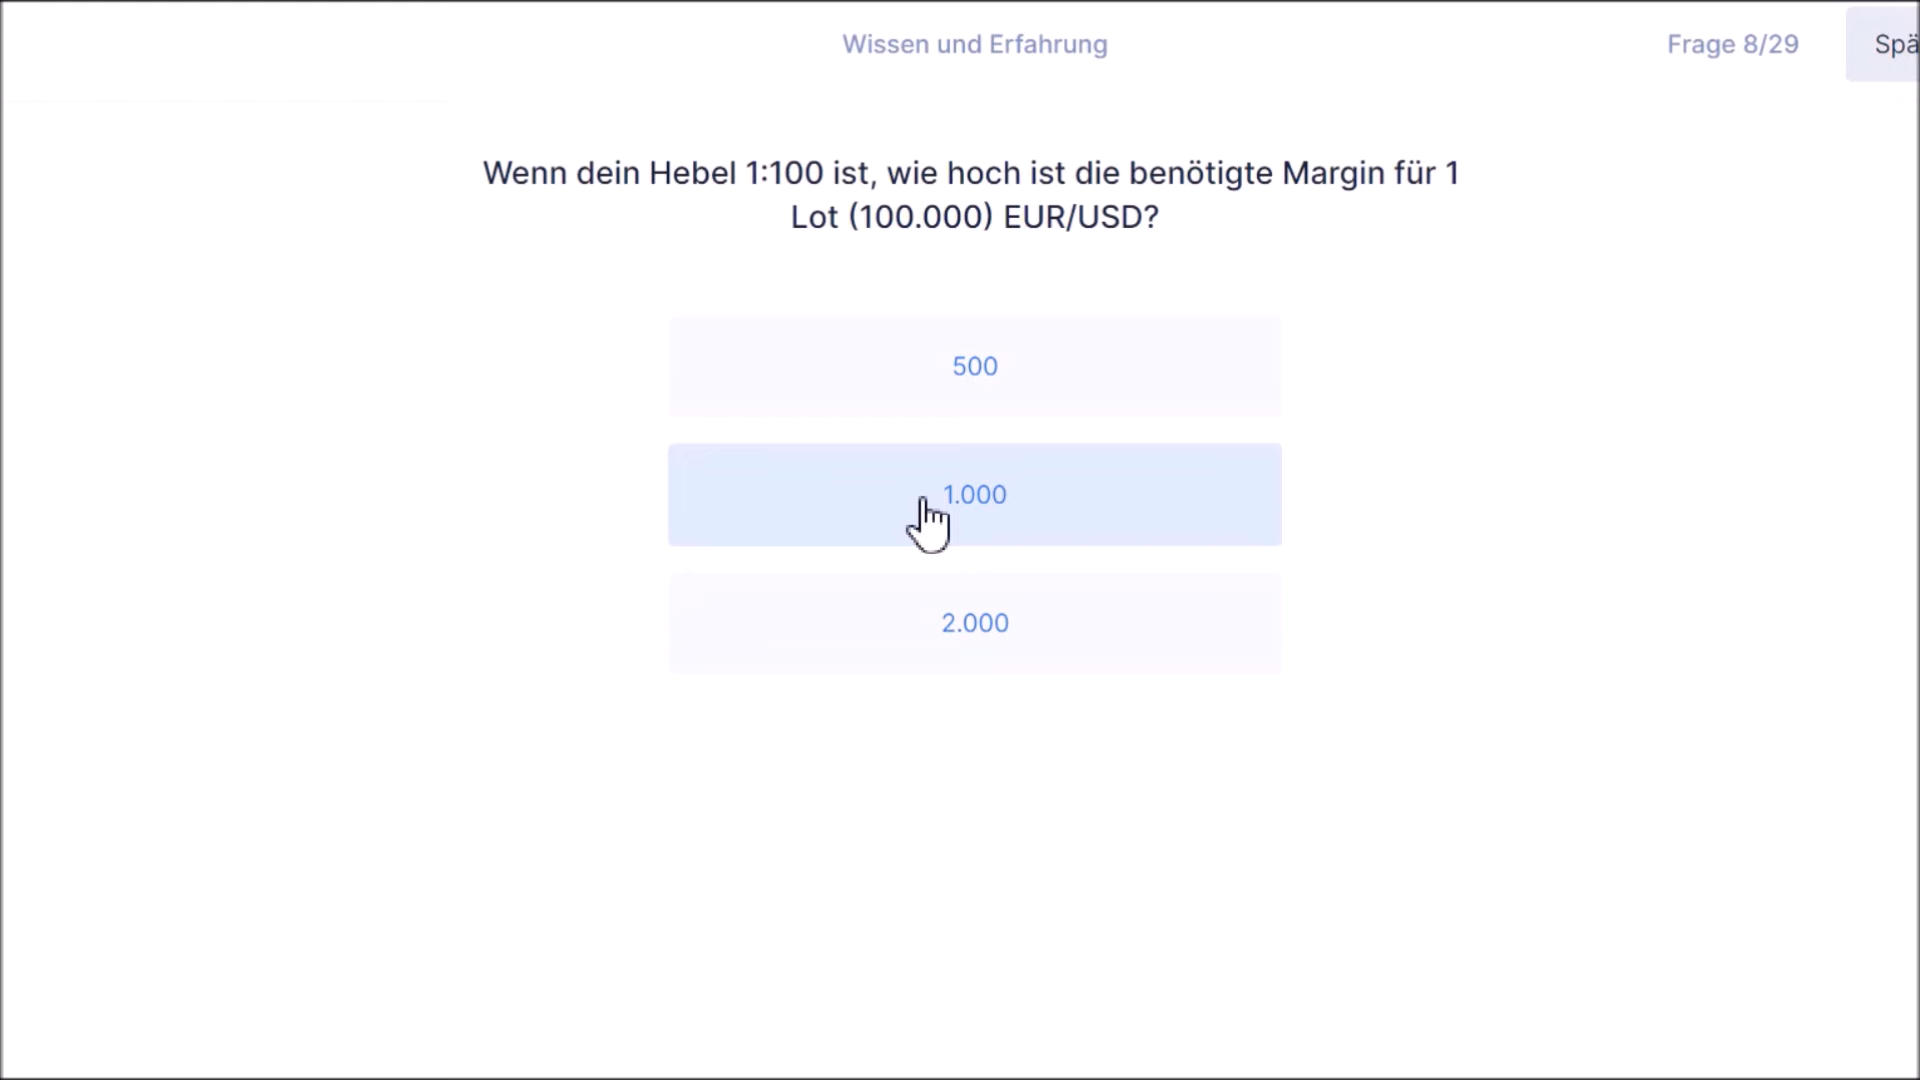 Wissen und Erfahrung
Frage 8/29
Spä
Wenn dein Hebel 1:100 ist, wie hoch ist die benötigte Margin für 1
Lot (100.000) EUR/USD?
500
1.000
2.000